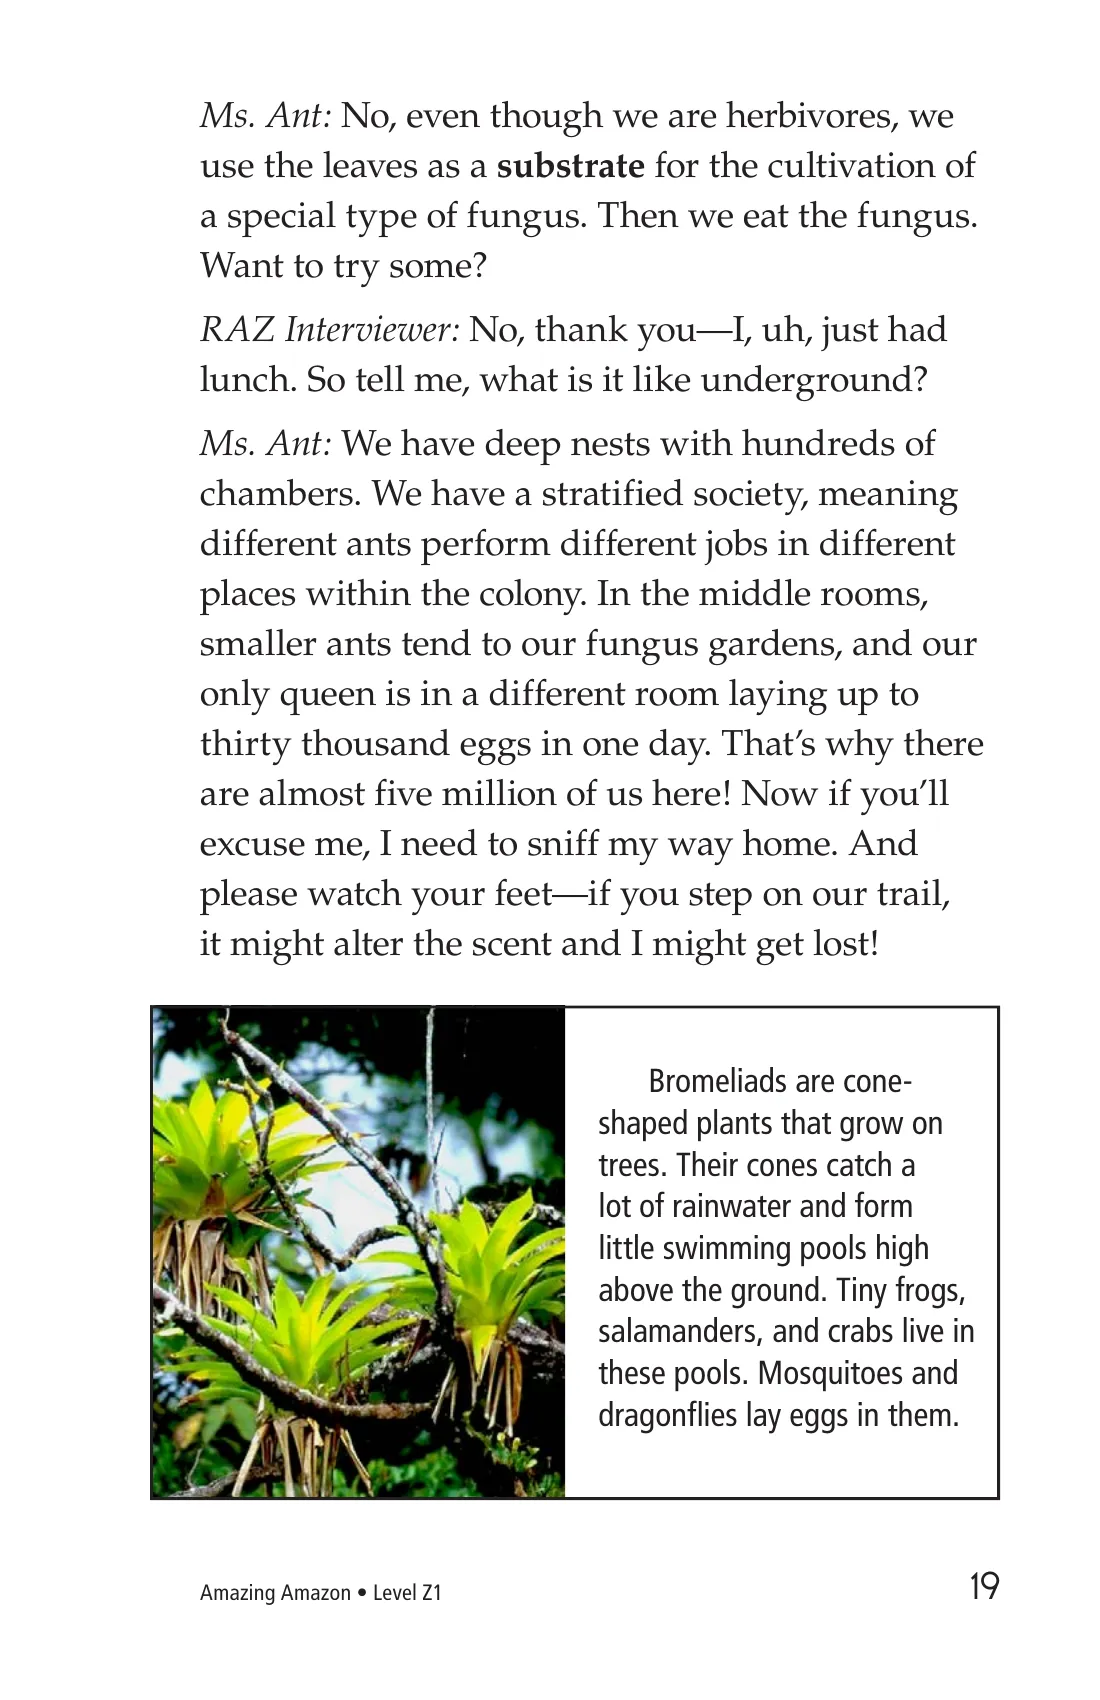 Ms. Ant: No, even though we are herbivores, we
use the leaves as a substrate for the cultivation of
a special type of fungus. Then we eat the fungus.
Want to try some?
RAZ Interviewer: No, thank you—I, uh, just had
lunch. So tell me, what is it like underground?
Ms. Ant: We have deep nests with hundreds of
chambers. We have a stratified society, meaning
different ants perform different jobs in different
places within the colony. In the middle rooms,
smaller ants tend to our fungus gardens, and our
only queen is in a different room laying up to
thirty thousand eggs in one day. That’s why there
are almost five million of us here! Now if you’ll
excuse me, I need to sniff my way home. And
please watch your feet—if you step on our trail,
it might alter the scent and I might get lost!
Bromeliads are cone-
shaped plants that grow on
trees. Their cones catch a
lot of rainwater and form
little swimming pools high
above the ground. Tiny frogs,
salamanders, and crabs live in
these pools. Mosquitoes and
dragonflies lay eggs in them.
Amazing Amazon • Level Z1
19